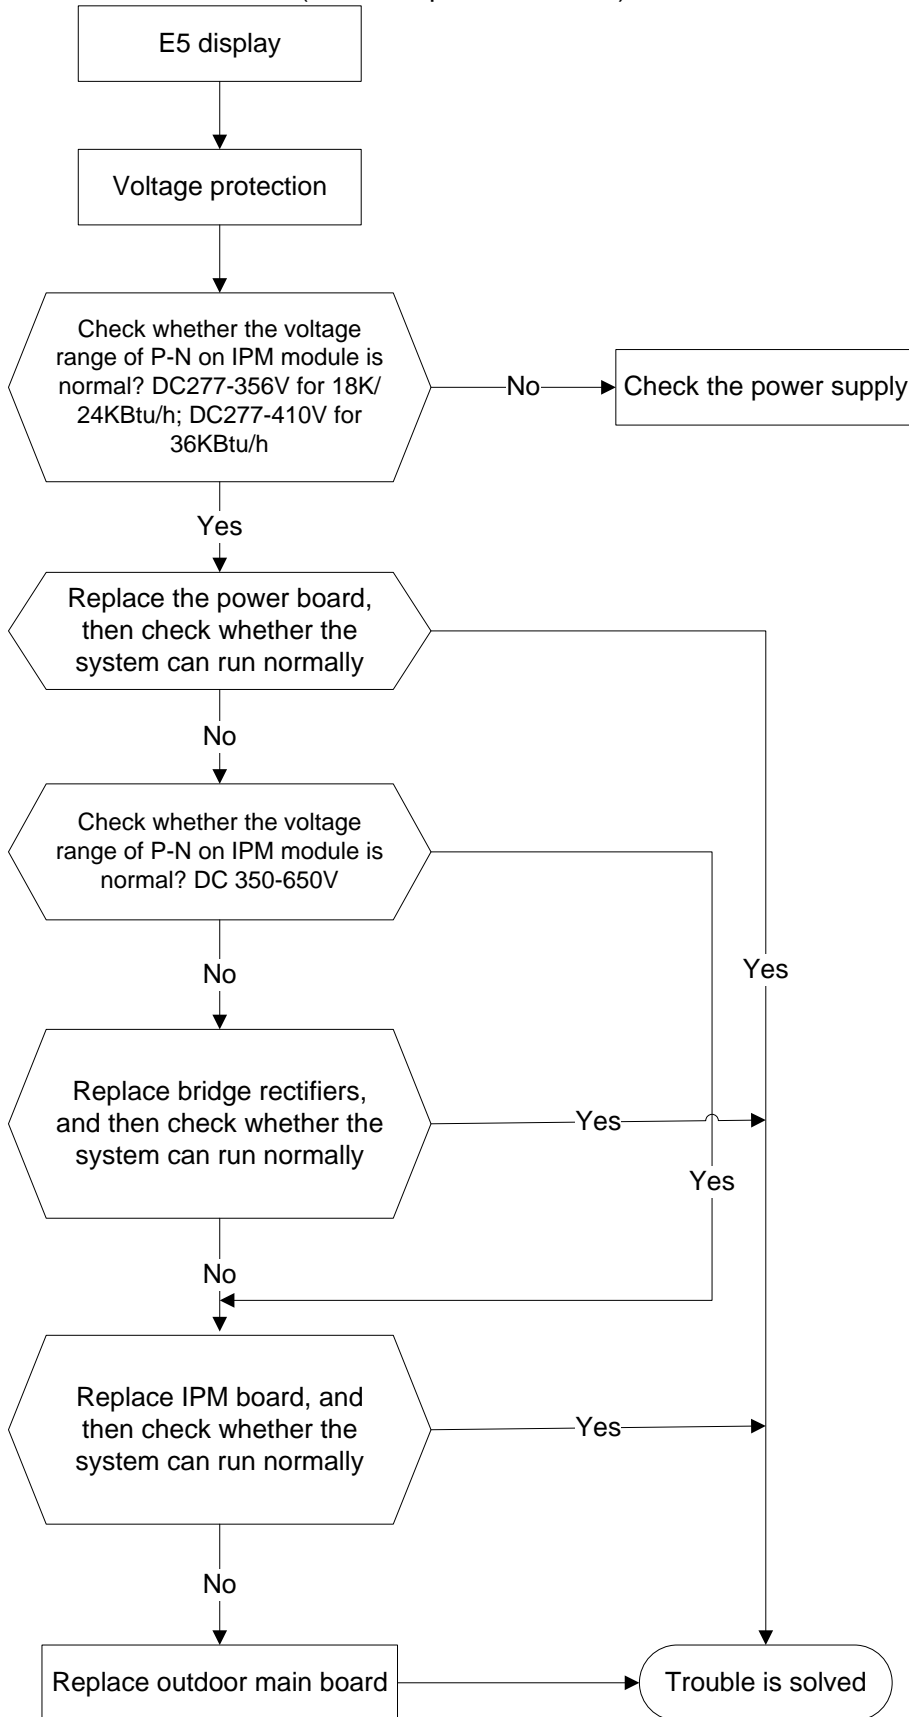 E5 display
Voltage protection
Check whether the voltage
range of P-N on IPM module is
normal? DC277-356V for 18K/
24KBtu/h; DC277-410V for
36KBtu/h
No
Check the power supply
Yes
Replace the power board,
then check whether the
system can run normally
No
Check whether the voltage
range of P-N on IPM module is
normal? DC 350-650V
Yes
No
Replace bridge rectifiers,
and then check whether the
system can run normally
Yes
Yes
No
Replace IPM board, and
then check whether the
system can run normally
Yes
No
Replace outdoor main board
Trouble is solved